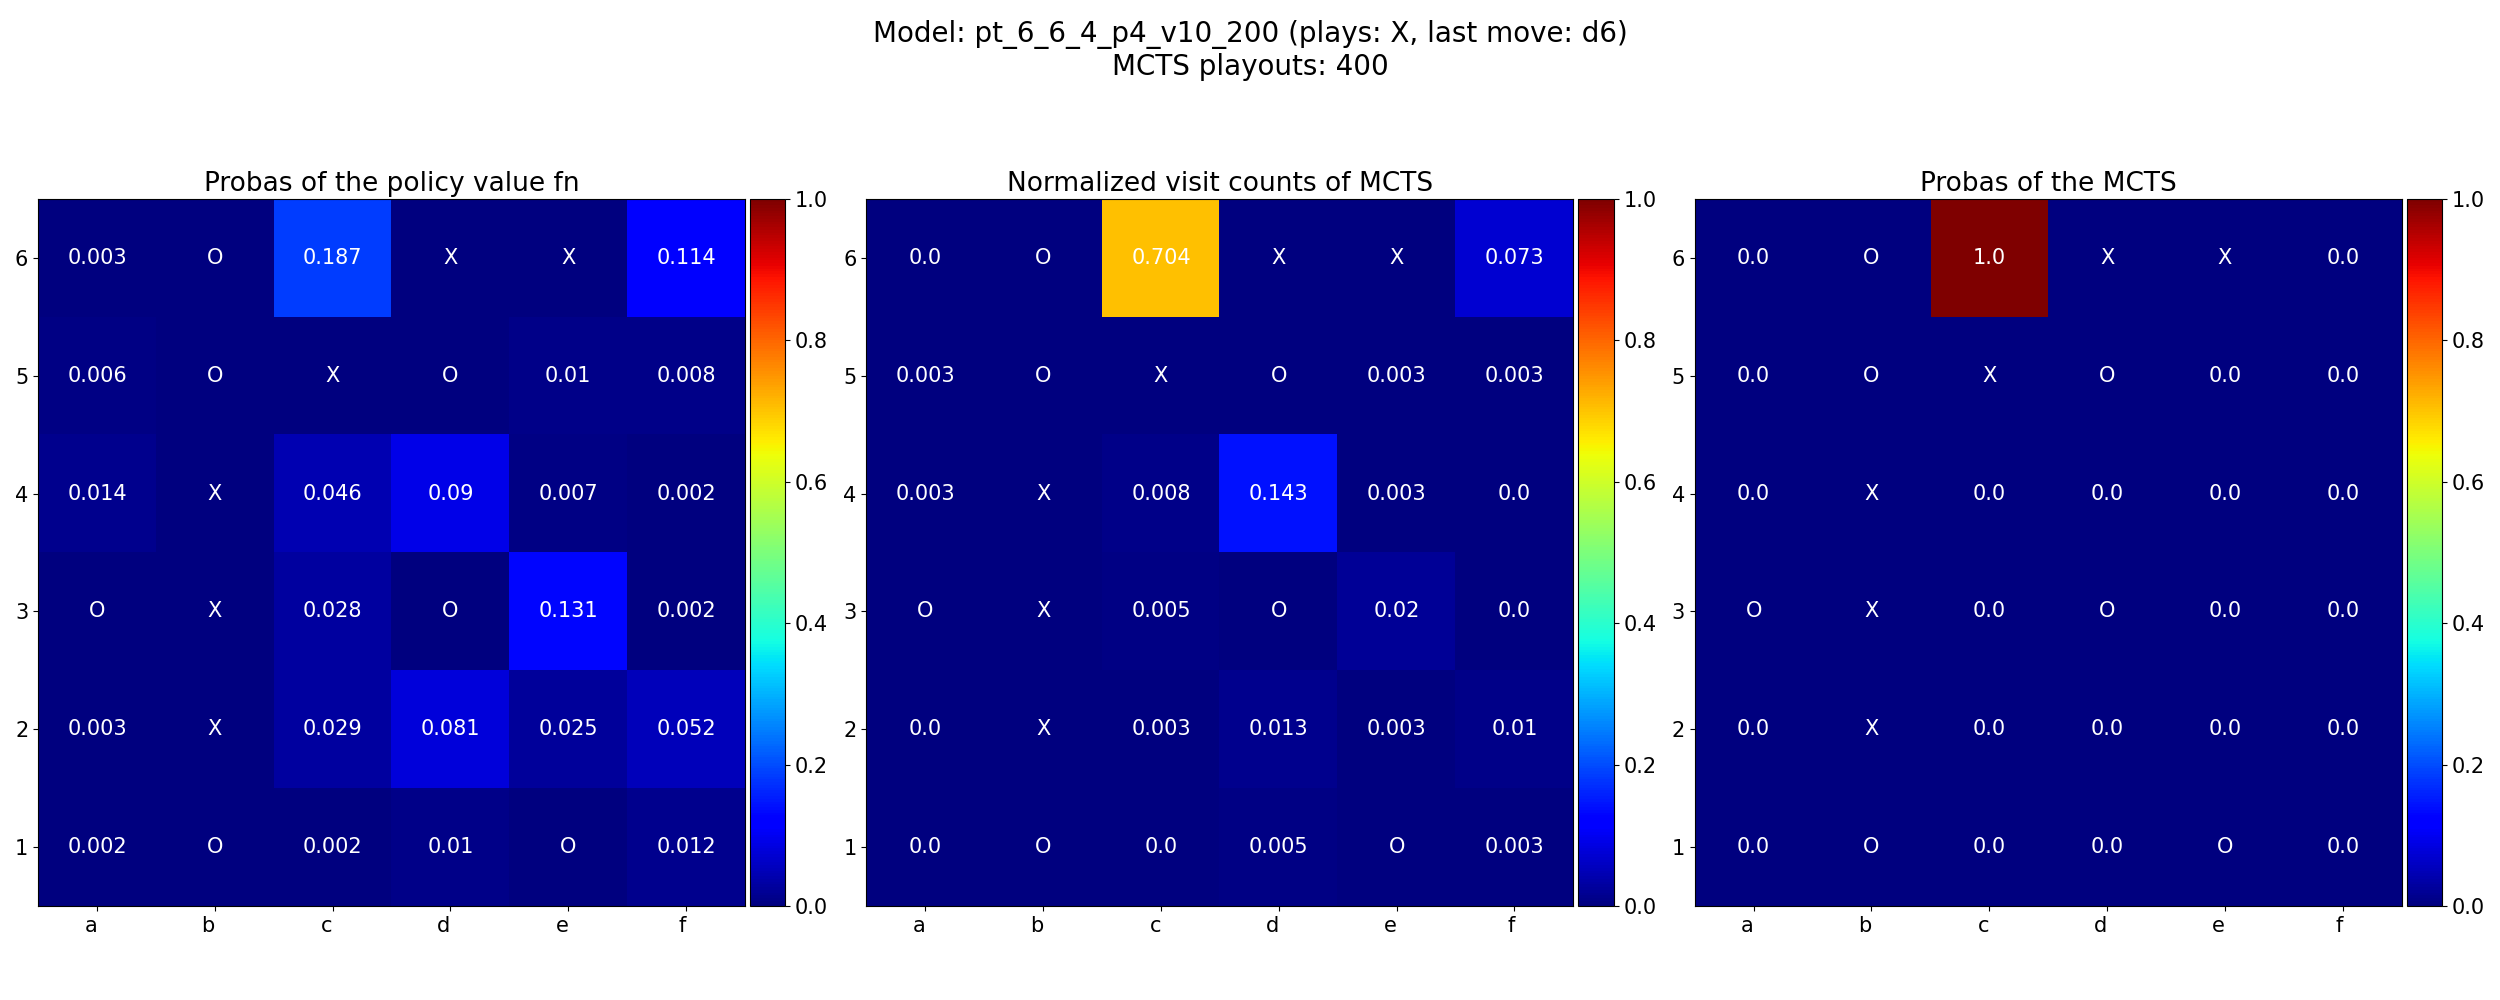 Model: pt_6_6_4_p4_v10_200 (plays: X, last move: d6)
MCTS playouts: 400
Probas of the policy value fn
6 0.003 O 0.187 X X 0.114
5 0.006 O X O 0.01 0.008
4 0.014 X 0.046 0.09 0.007 0.002
3 O X 0.028 O 0.131 0.002
2 0.003 X 0.029 0.081 0.025 0.052
1 0.002 O 0.002 0.01 O 0.012
a b c d e f
1.0
0.8
0.6
0.4
0.2
0.0
Normalized visit counts of MCTS
6 0.0 O 0.704 X X 0.073
5 0.003 O X O 0.003 0.003
4 0.003 X 0.008 0.143 0.003 0.0
3 O X 0.005 O 0.02 0.0
2 0.0 X 0.003 0.013 0.003 0.01
1 0.0 O 0.0 0.005 O 0.003
a b c d e f
1.0
0.8
0.6
0.4
0.2
0.0
Probas of the MCTS
6 0.0 O 1.0 X X 0.0
5 0.0 O X O 0.0 0.0
4 0.0 X 0.0 0.0 0.0 0.0
3 O X 0.0 O 0.0 0.0
2 0.0 X 0.0 0.0 0.0 0.0
1 0.0 O 0.0 0.0 O 0.0
a b c d e f
1.0
0.8
0.6
0.4
0.2
0.0